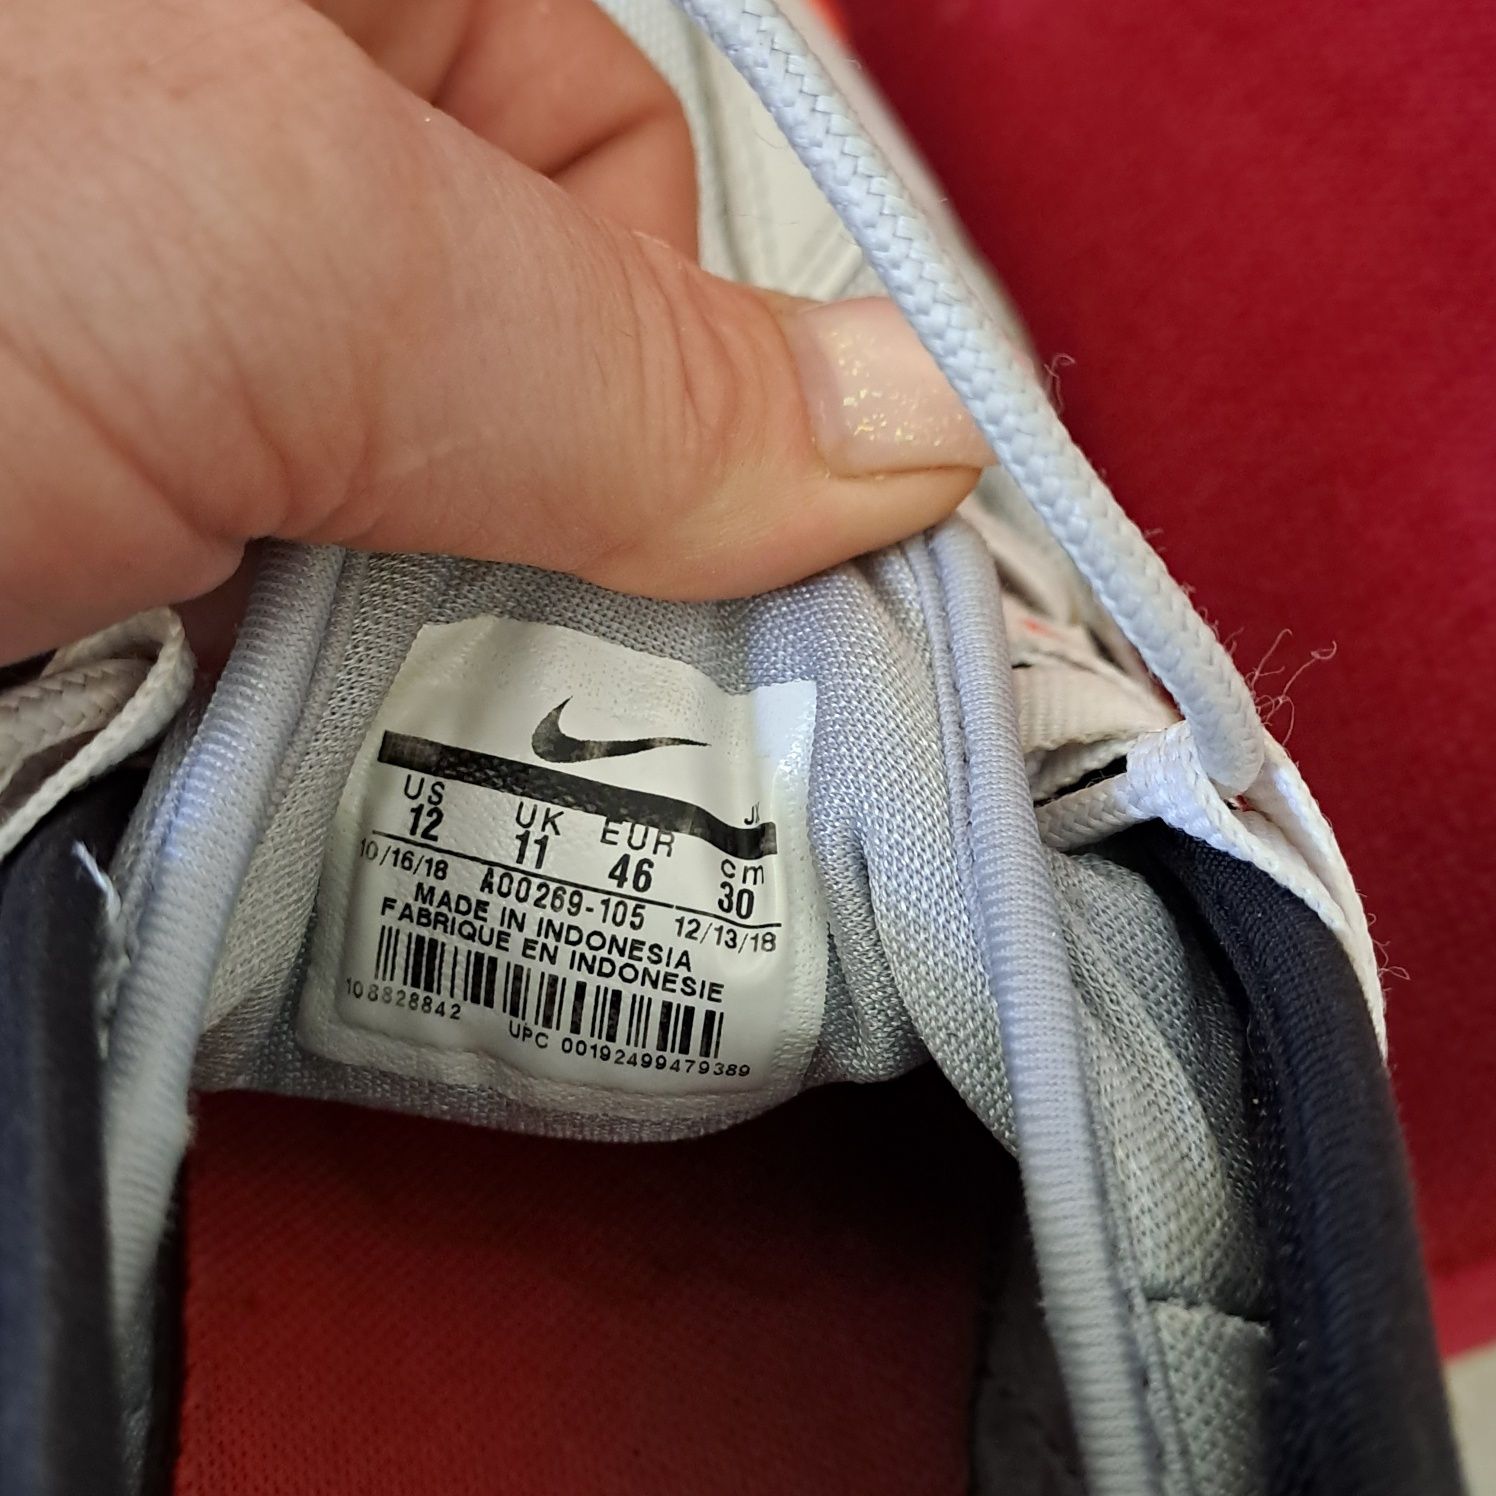 US UK EUR cm
12 11 46 30
10/16/18 A00269-105 12/13/18
MADE IN INDONESIA
FABRIQUE EN INDONESIE
108828842
UPC 00192499479389